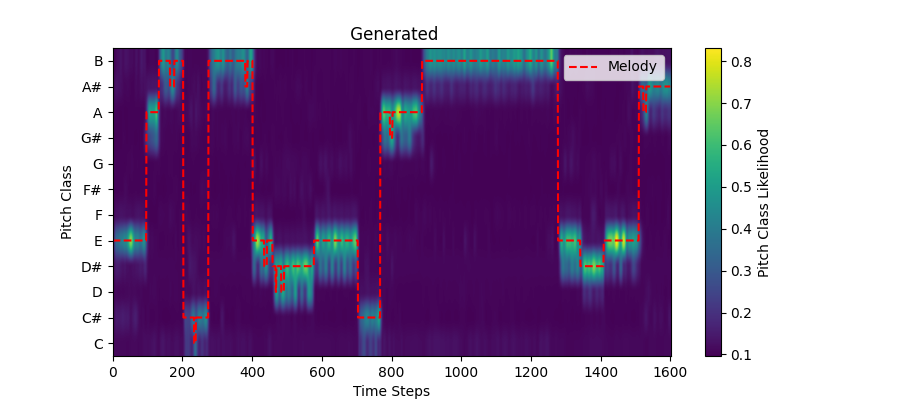 Generated
Pitch Class
B
A#
A
G#
G
F#
F
E
D#
D
C#
C
Melody
0 200 400 600 800 1000 1200 1400 1600
Time Steps
0.8
0.7
0.6
0.5
0.4
0.3
0.2
0.1
Pitch Class Likelihood